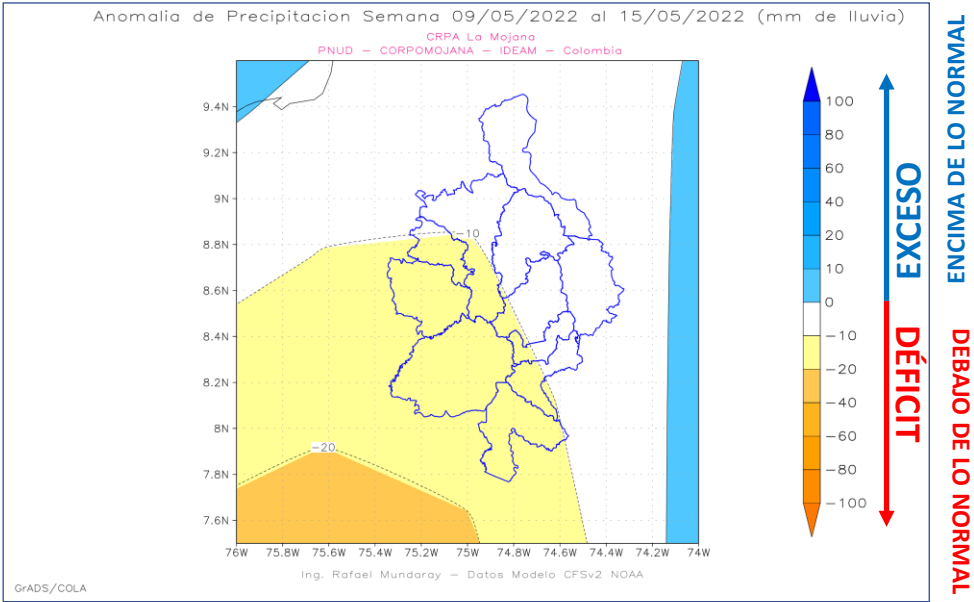 Anomalia de Precipitacion Semana 09/05/2022 al 15/05/2022 (mm de lluvia)
CRPA La Mojana
PNUD – CORPOMOJANA – IDEAM – Colombia
9.4N
9.2N
9N
8.8N
8.6N
8.4N
8.2N
8N
7.8N
7.6N
-10
-20
76W 75.8W 75.6W 75.4W 75.2W 75W 74.8W 74.6W 74.4W 74.2W 74W
100
80
60
40
20
10
0
-10
-20
-40
-60
-80
-100
EXCESO
DÉFICIT
ENCIMA DE LO NORMAL
DEBAJO DE LO NORMAL
Ing. Rafael Mundaray – Datos Modelo CFSv2 NOAA
GrADS/COLA